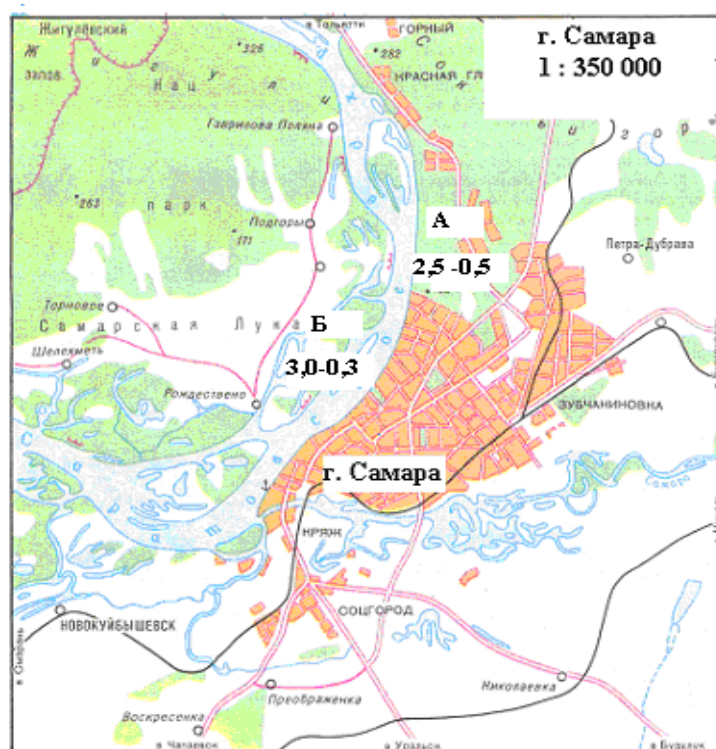 Жигулёвский
запов.
в Тольятти
ГОРНЫЙ
282
КРАСНАЯ ГЛ
г. Самара
1 : 350 000
326
Гаврилова Поляна
263
парк
Подгоры
171
А
2,5 -0,5
Петра-Дубрава
Торновое
Самарская Лука
Б
3,0-0,3
Шелехметь
Рождествено
ЗУБЧАНИНОВКА
г. Самара
Самара
КРЯЖ
НОВОКУЙБЫШЕВСК
СОЦГОРОД
в Сызрань
Преображенка
Николаевка
Воскресенка
в Чапаевск
в Уральск
в Бузулук